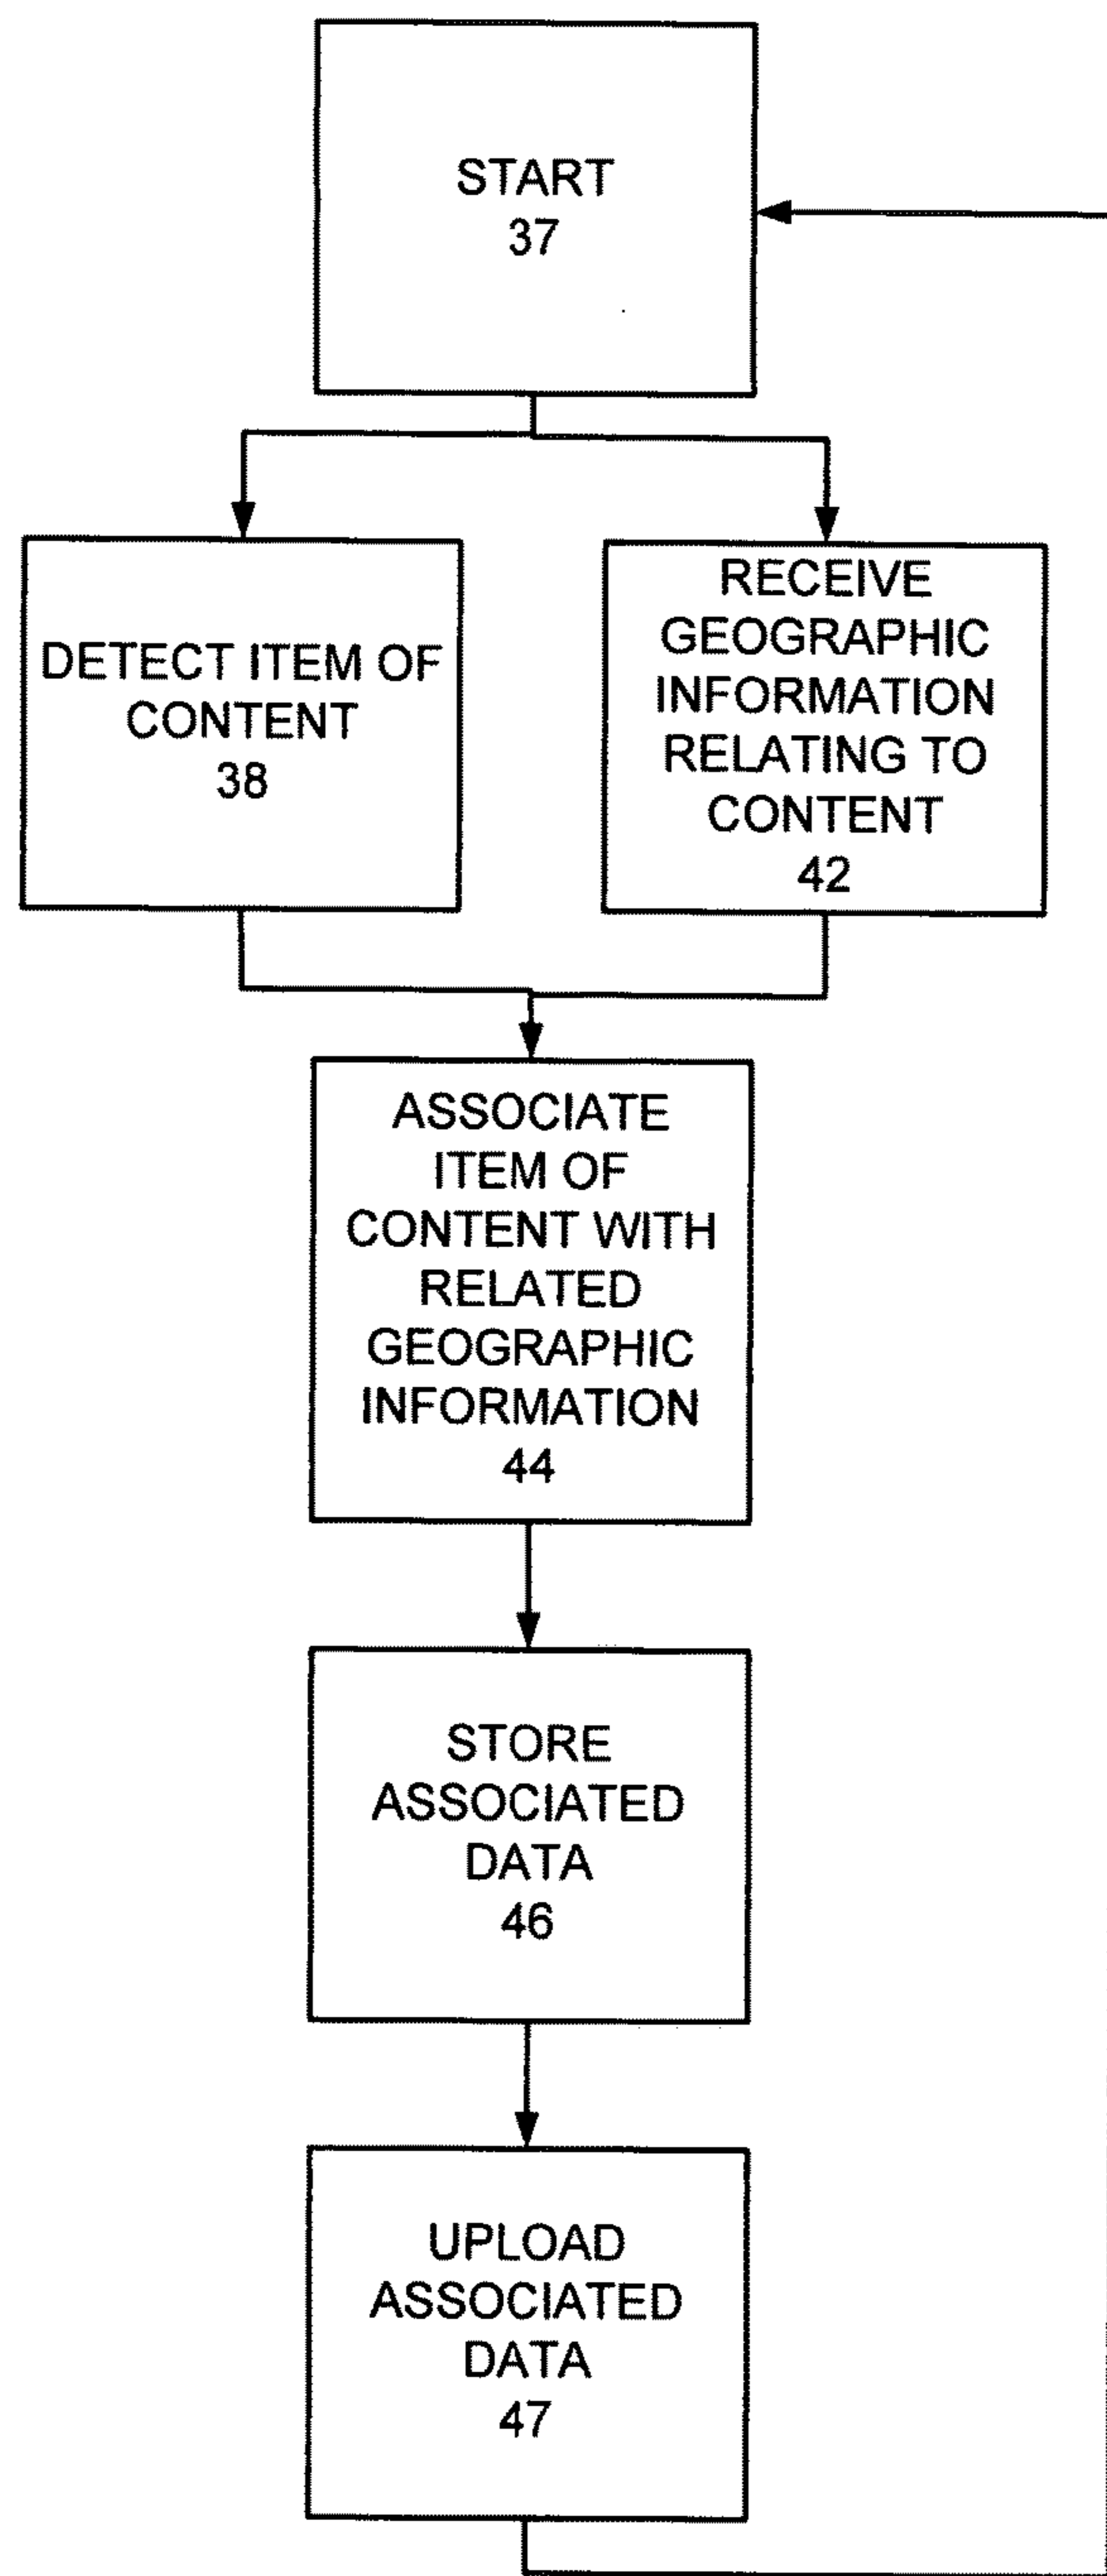 START
37
DETECT ITEM OF
CONTENT
38
RECEIVE
GEOGRAPHIC
INFORMATION
RELATING TO
CONTENT
42
ASSOCIATE
ITEM OF
CONTENT WITH
RELATED
GEOGRAPHIC
INFORMATION
44
STORE
ASSOCIATED
DATA
46
UPLOAD
ASSOCIATED
DATA
47